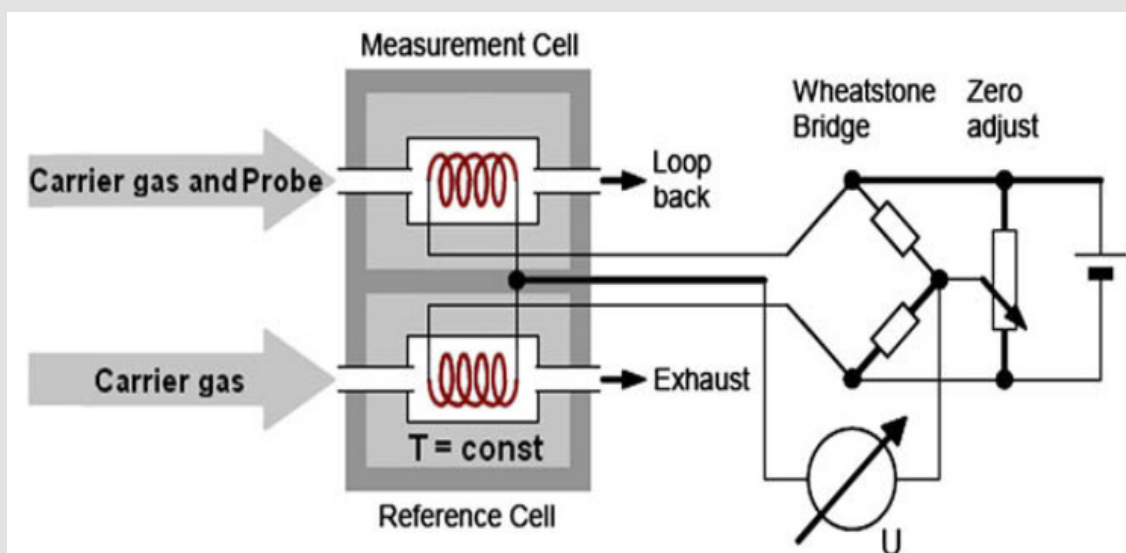 Measurement Cell
Wheatstone
Bridge
Zero
adjust
Carrier gas and Probe
Loop
back
Carrier gas
Exhaust
T = const
Reference Cell
U